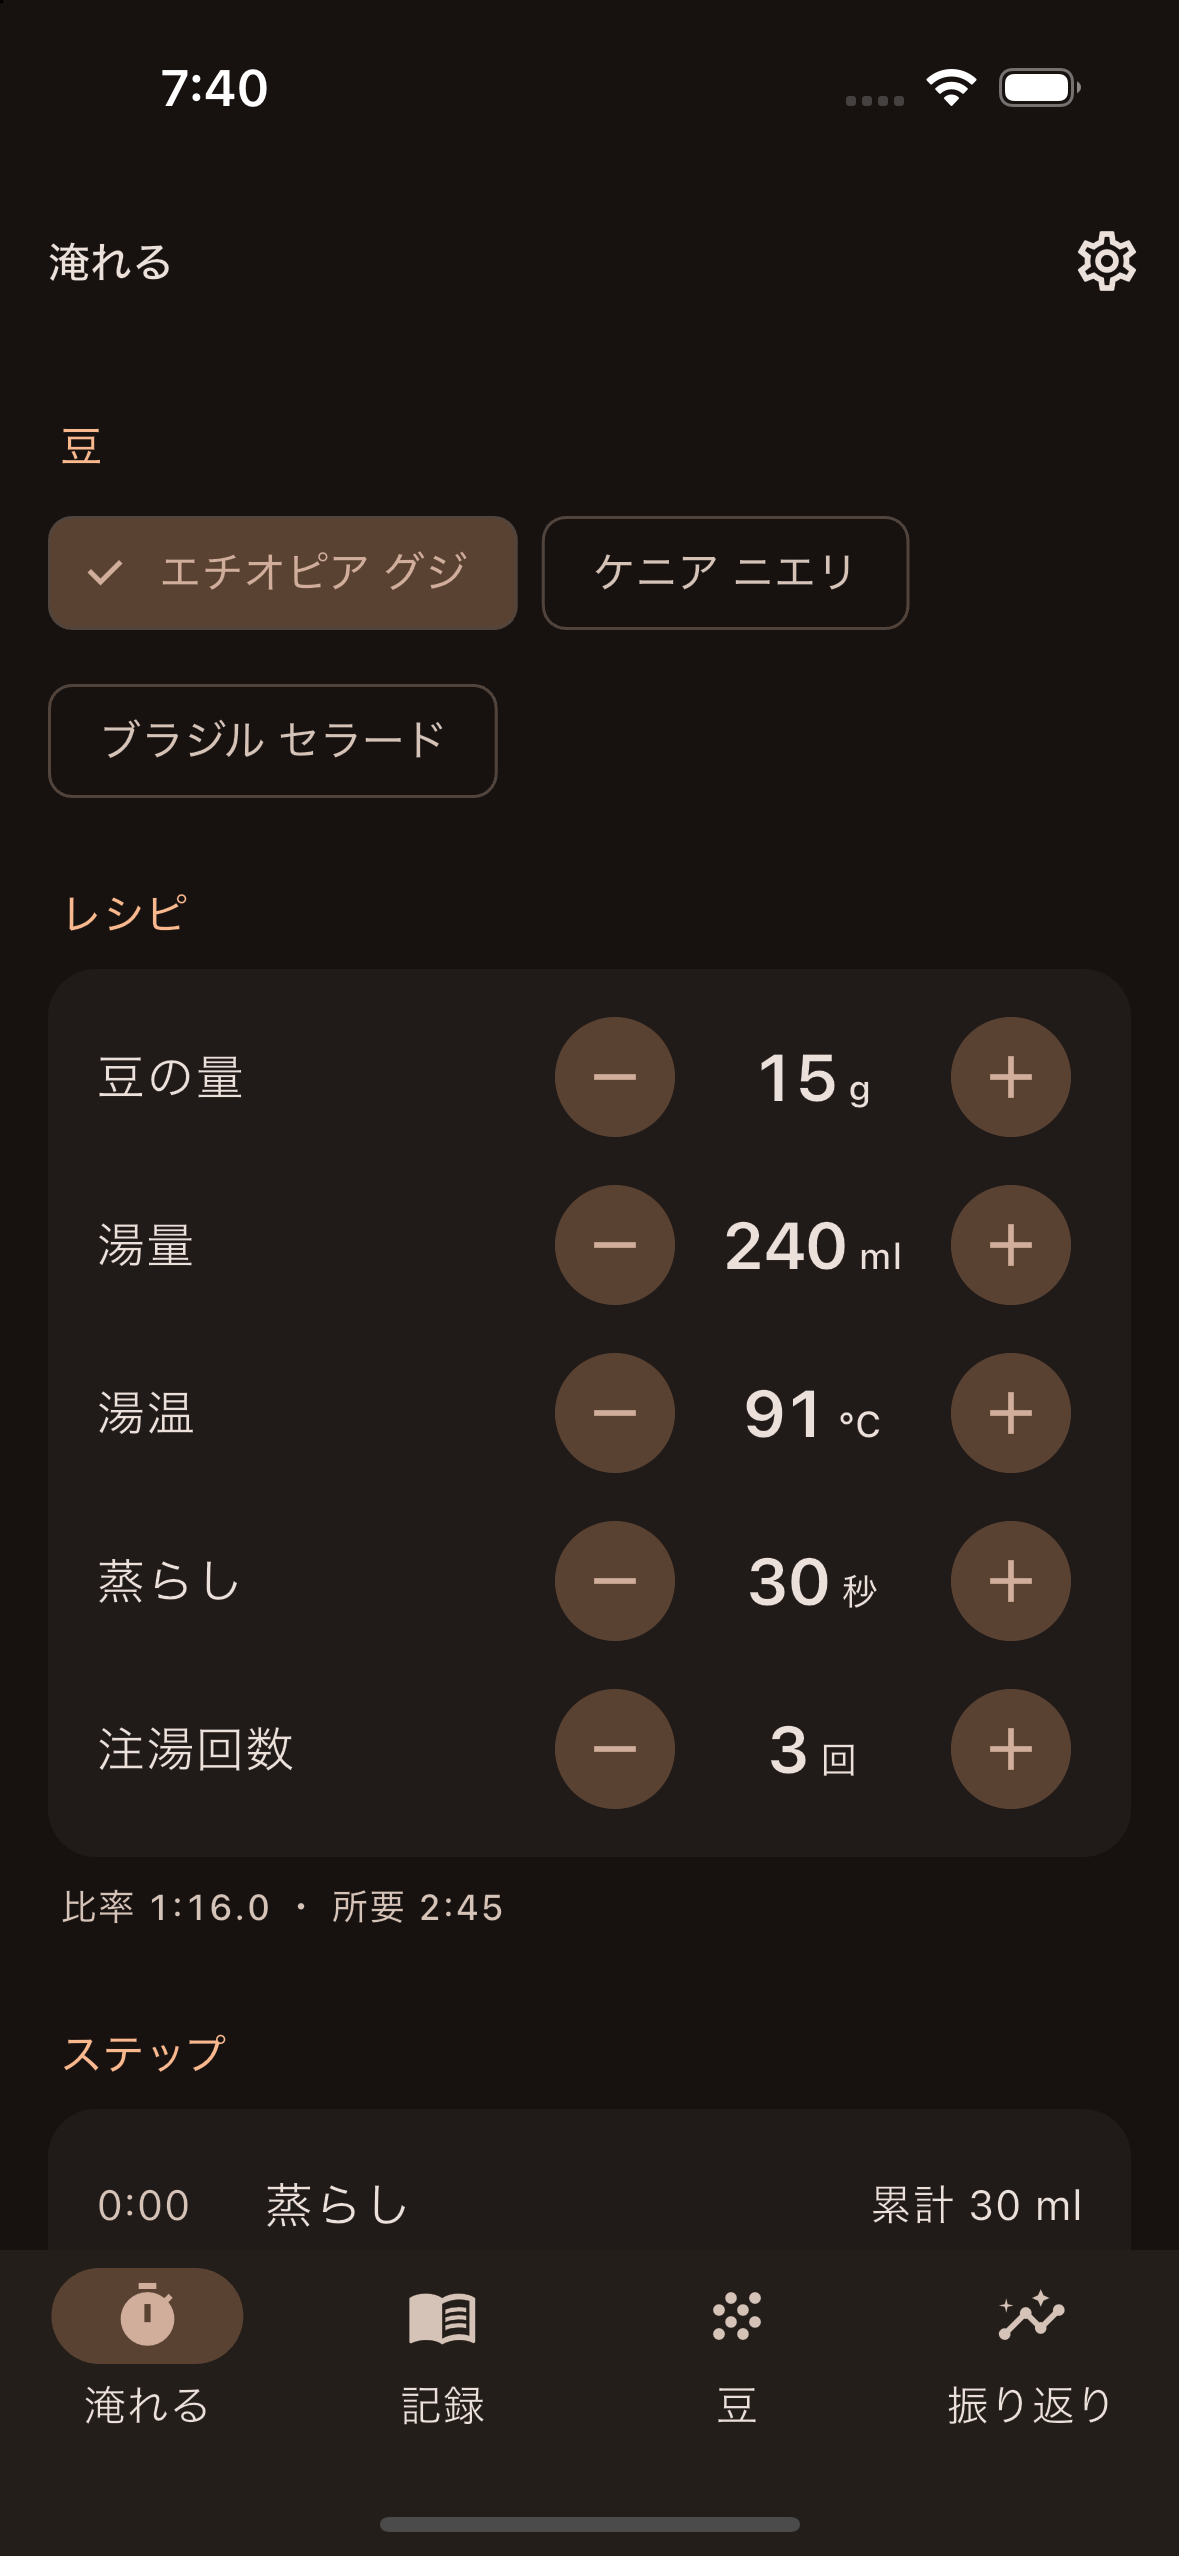 7:40
淹れる
豆
エチオピア グジ
ケニア ニエリ
ブラジル セラード
レシピ
豆の量 15 g
湯量 240 ml
湯温 91 °C
蒸らし 30 秒
注湯回数 3 回
比率 1:16.0 ・ 所要 2:45
ステップ
0:00 蒸らし 累計 30 ml
淹れる 記録 豆 振り返り